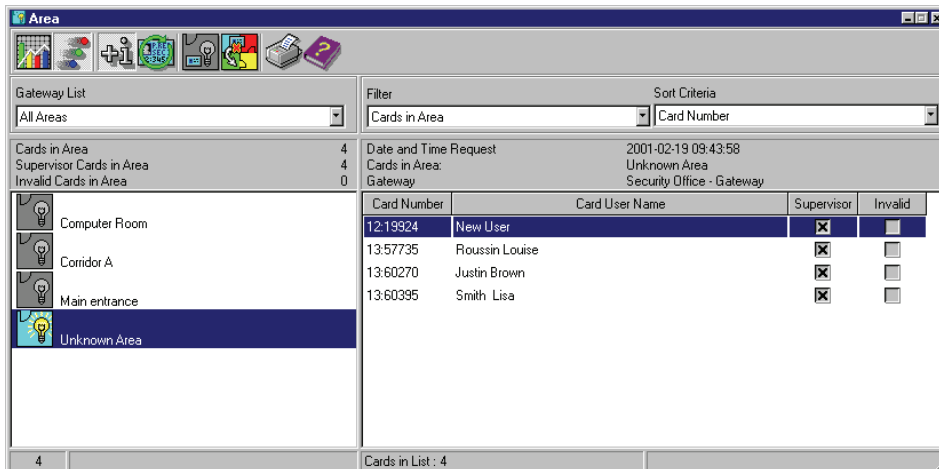 Area
Gateway List
All Areas
Filter
Cards in Area
Sort Criteria
Card Number
Cards in Area 4
Supervisor Cards in Area 4
Invalid Cards in Area 0
Date and Time Request 2001-02-19 09:43:58
Cards in Area: Unknown Area
Gateway Security Office - Gateway
Computer Room
Corridor A
Main entrance
Unknown Area
Card Number Card User Name Supervisor Invalid
12:19924 New User
13:57735 Roussin Louise
13:60270 Justin Brown
13:60395 Smith Lisa
4
Cards in List : 4